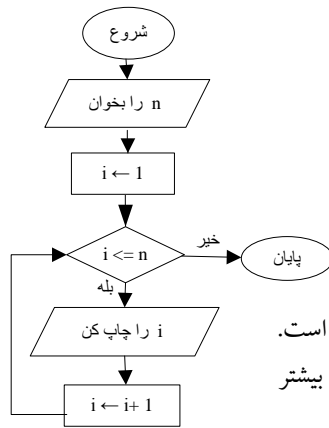 شروع
n را بخوان
i ← 1
i <= n
خیر
پایان
بله
i را چاپ کن
است.
بیشتر
i ← i+ 1